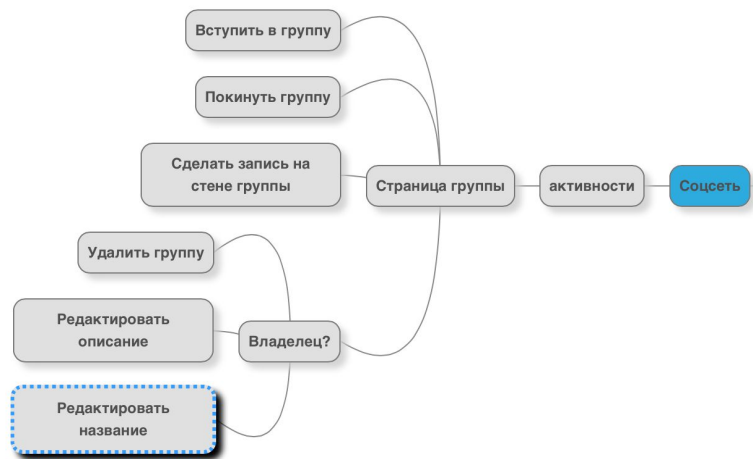 Вступить в группу
Покинуть группу
Сделать запись на
стене группы
Страница группы
активности
Соцсеть
Удалить группу
Редактировать
описание
Владелец?
Редактировать
название